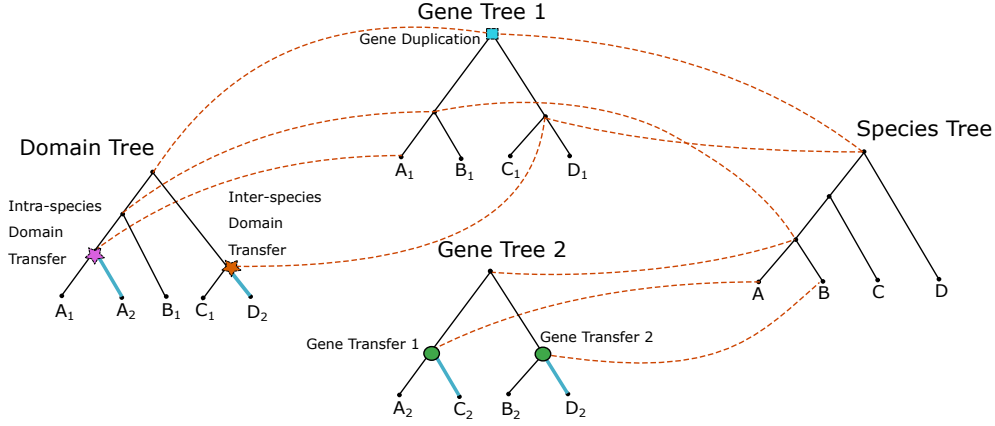 Gene Tree 1
Gene Duplication
A1 B1 C1 D1
Domain Tree
Intra-species
Domain
Transfer
Inter-species
Domain
Transfer
A1 A2 B1 C1 D2
Species Tree
A B C D
Gene Tree 2
Gene Transfer 1
Gene Transfer 2
A2 C2 B2 D2